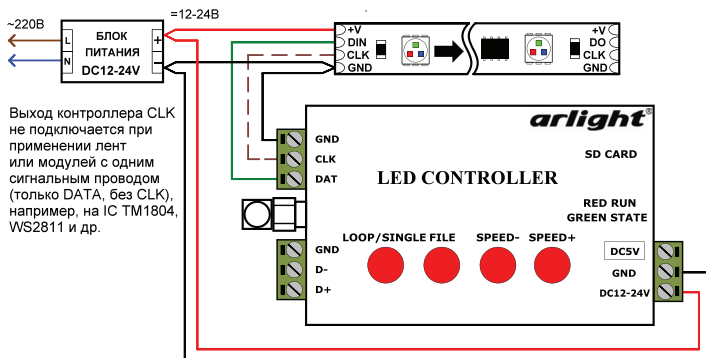 ~220В
=12-24В
БЛОК
ПИТАНИЯ
DC12-24V
L
N
+
–
+V
DIN
CLK
GND
+V
DO
CLK
GND
Выход контроллера CLK
не подключается при
применении лент
или модулей с одним
сигнальным проводом
(только DATA, без CLK),
например, на IC TM1804,
WS2811 и др.
arlight®
SD CARD
GND
CLK
DAT
LED CONTROLLER
RED RUN
GREEN STATE
LOOP/SINGLE FILE SPEED- SPEED+
GND
D-
D+
DC5V
GND
DC12-24V